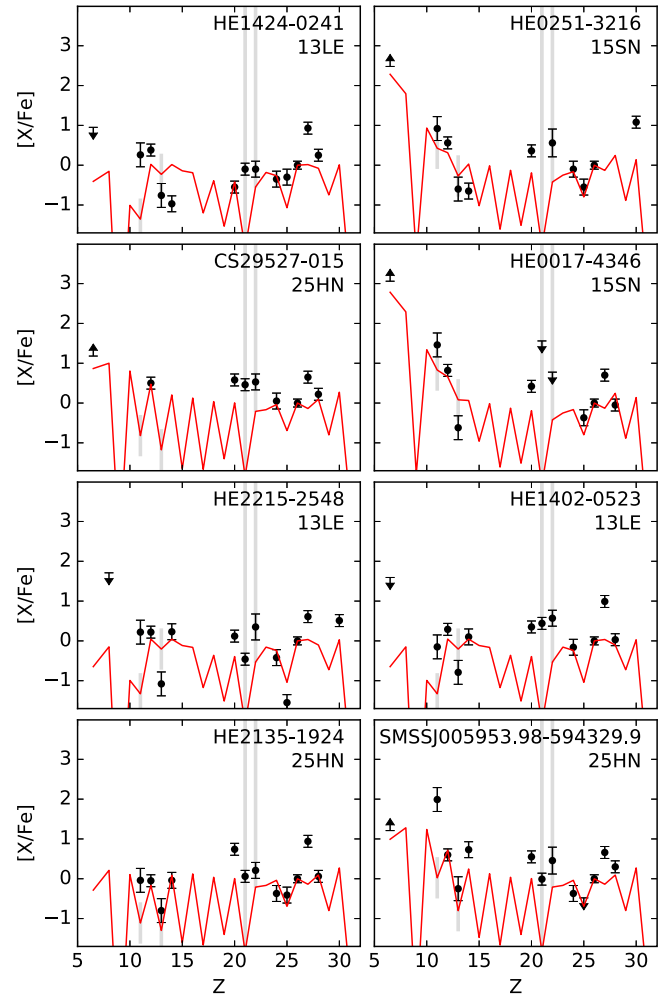 HE1424-0241
13LE
HE0251-3216
15SN
[X/Fe]
3
2
1
0
−1
CS29527-015
25HN
HE0017-4346
15SN
[X/Fe]
3
2
1
0
−1
HE2215-2548
13LE
HE1402-0523
13LE
[X/Fe]
3
2
1
0
−1
HE2135-1924
25HN
SMSSJ005953.98-594329.9
25HN
[X/Fe]
3
2
1
0
−1
5 10 15 20 25 30
5 10 15 20 25 30
Z
Z